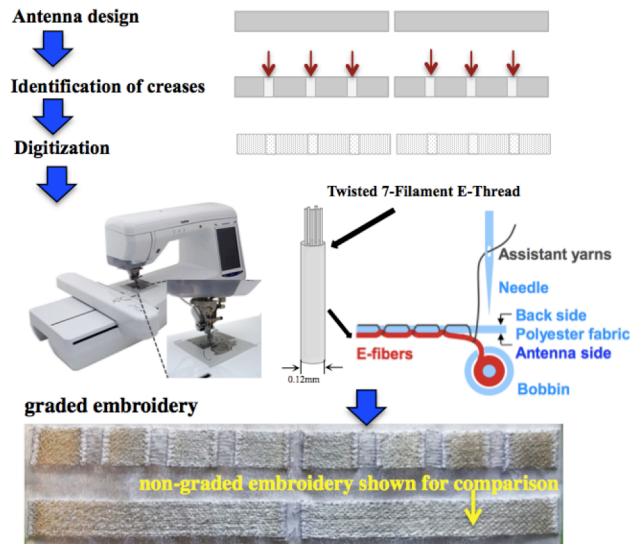 Antenna design
Identification of creases
Digitization
Twisted 7-Filament E-Thread
Assistant yarns
Needle
Back side
Polyester fabric
Antenna side
E-fibers
Bobbin
0.12mm
graded embroidery
non-graded embroidery shown for comparison